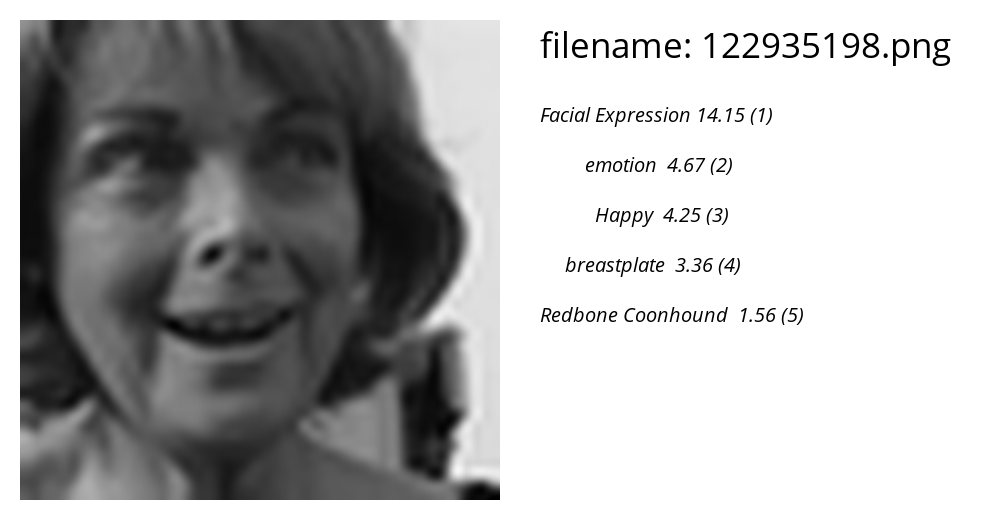 filename: 122935198.png
Facial Expression 14.15 (1)
emotion 4.67 (2)
Happy 4.25 (3)
breastplate 3.36 (4)
Redbone Coonhound 1.56 (5)